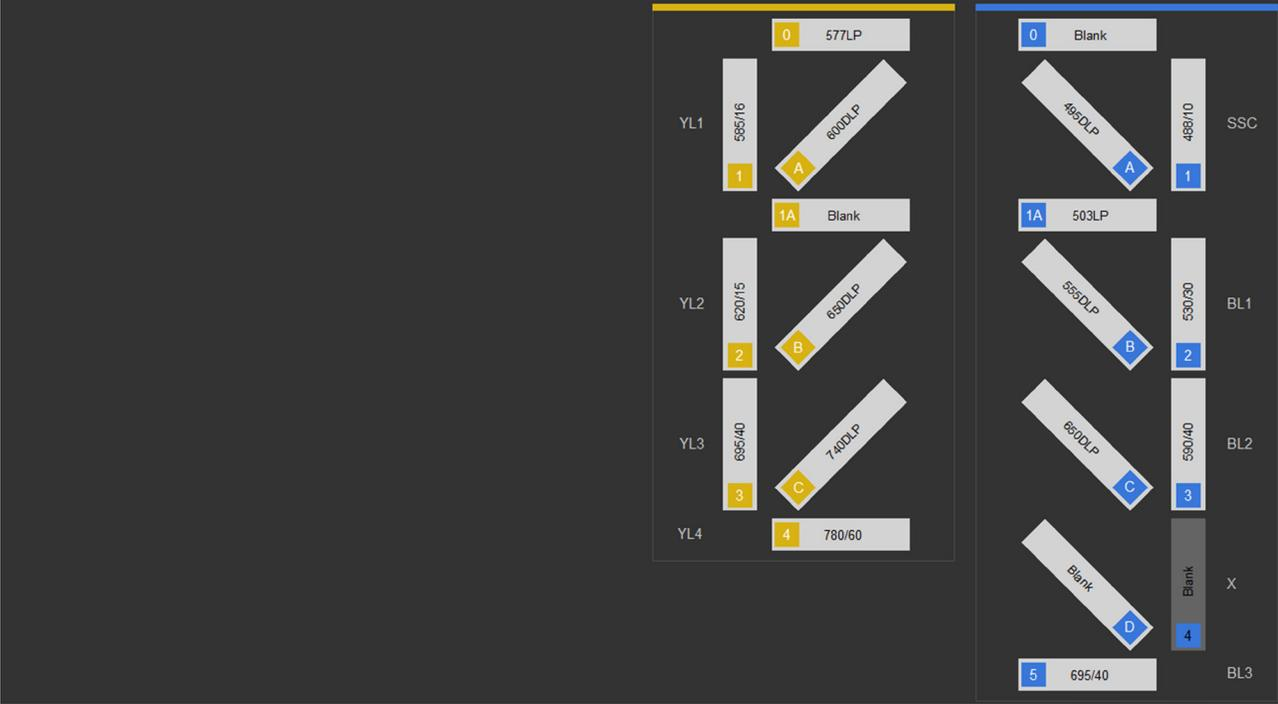 0 577LP
YL1 585/16 1 600DLP A
1A Blank
YL2 620/15 2 650DLP B
YL3 695/40 3 740DLP C
YL4 4 780/60
0 Blank
495DLP A 488/10 1 SSC
1A 503LP
555DLP B 530/30 2 BL1
650DLP C 590/40 3 BL2
Blank D Blank 4 X
5 695/40 BL3